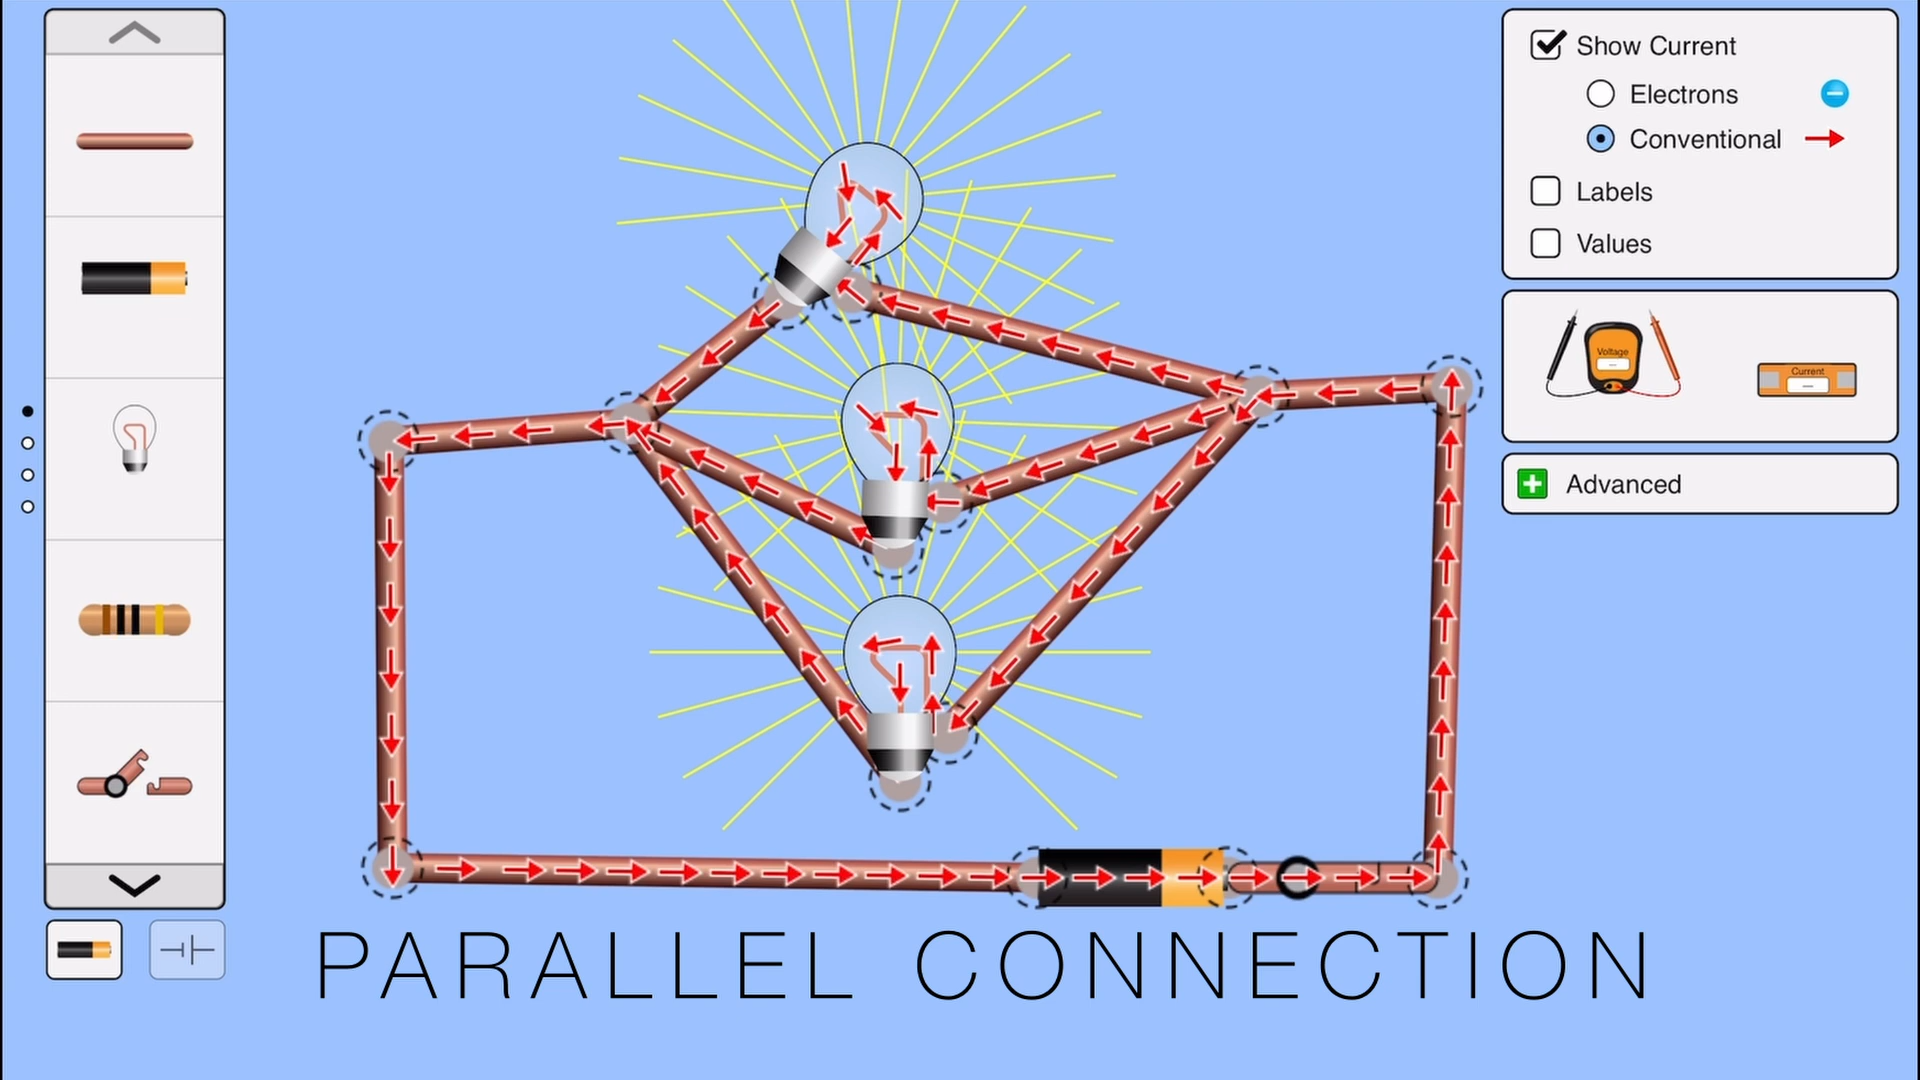 Show Current
Electrons
Conventional
Labels
Values
Voltage
Current
Advanced
PARALLEL CONNECTION